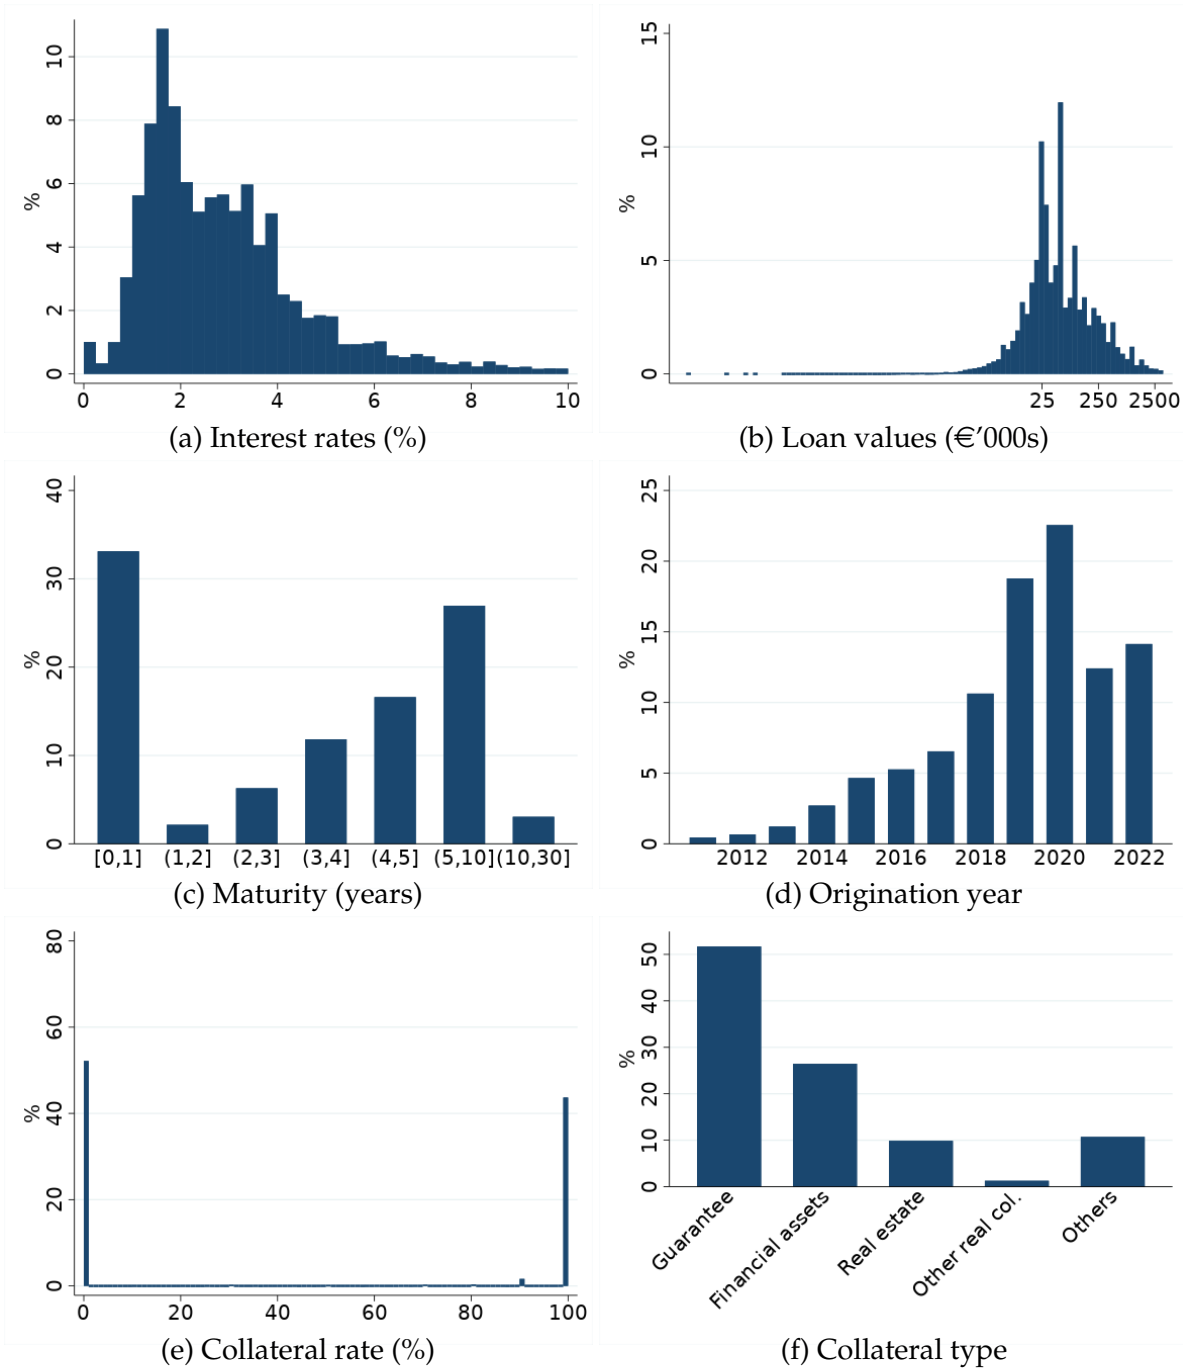 %
10
8
6
4
2
0
0 2 4 6 8 10
(a) Interest rates (%)
%
15
10
5
0
25 250 2500
(b) Loan values (€'000s)
%
40
30
20
10
0
[0,1] (1,2] (2,3] (3,4] (4,5] (5,10] (10,30]
(c) Maturity (years)
%
25
20
15
10
5
0
2012 2014 2016 2018 2020 2022
(d) Origination year
%
80
60
40
20
0
0 20 40 60 80 100
(e) Collateral rate (%)
%
50
40
30
20
10
0
Guarantee
Financial assets
Real estate
Other real col.
Others
(f) Collateral type